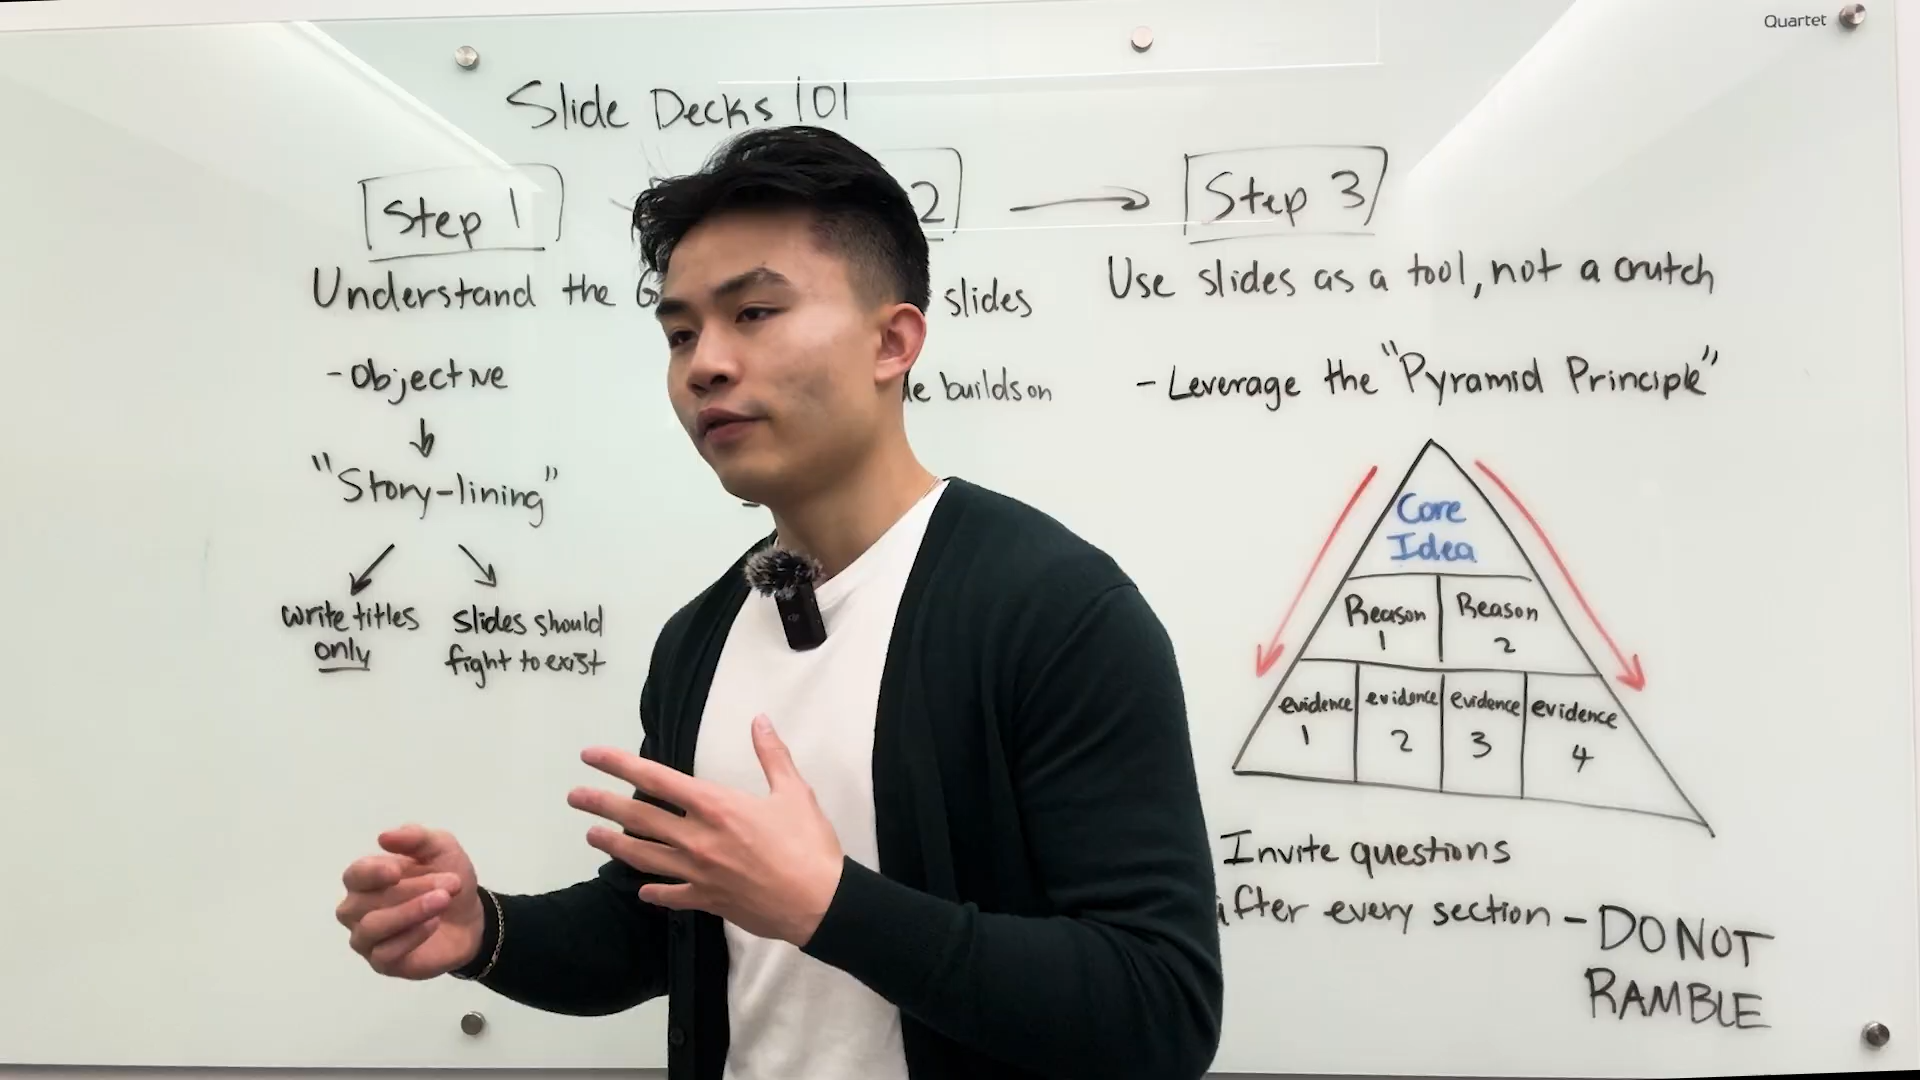 Quartet
Slide Decks 101
Step 1
Understand the
-Objective
"Story-lining"
write titles
only
slides should
fight to exist
2
slides
builds on
Step 3
Use slides as a tool, not a crutch
- Leverage the "Pyramid Principle"
Core
Idea
Reason
1
Reason
2
evidence
1
evidence
2
evidence
3
evidence
4
Invite questions
after every section - DO NOT
RAMBLE